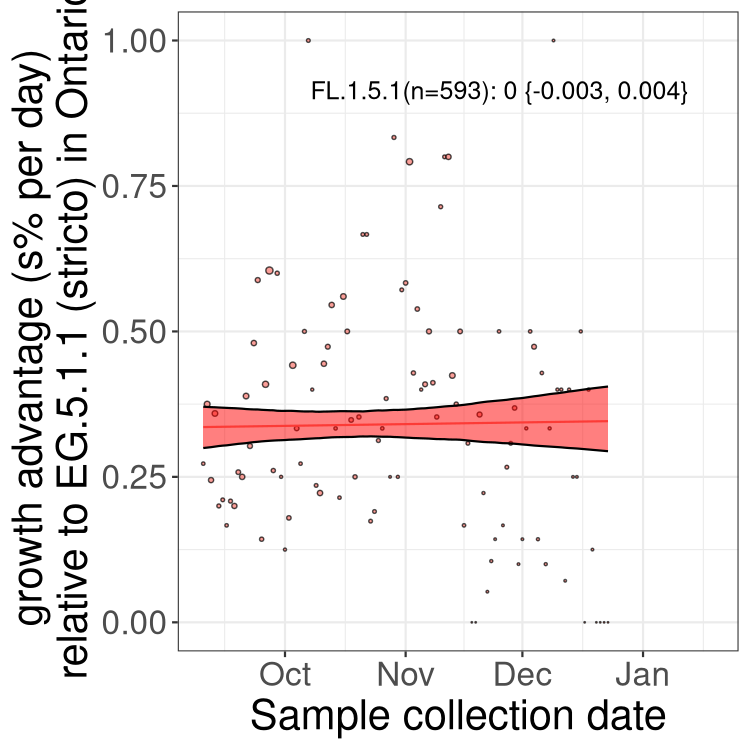 growth advantage (s% per day)
relative to EG.5.1.1 (stricto) in Ontario
1.00
0.75
0.50
0.25
0.00
FL.1.5.1(n=593): 0 {-0.003, 0.004}
Oct Nov Dec Jan
Sample collection date